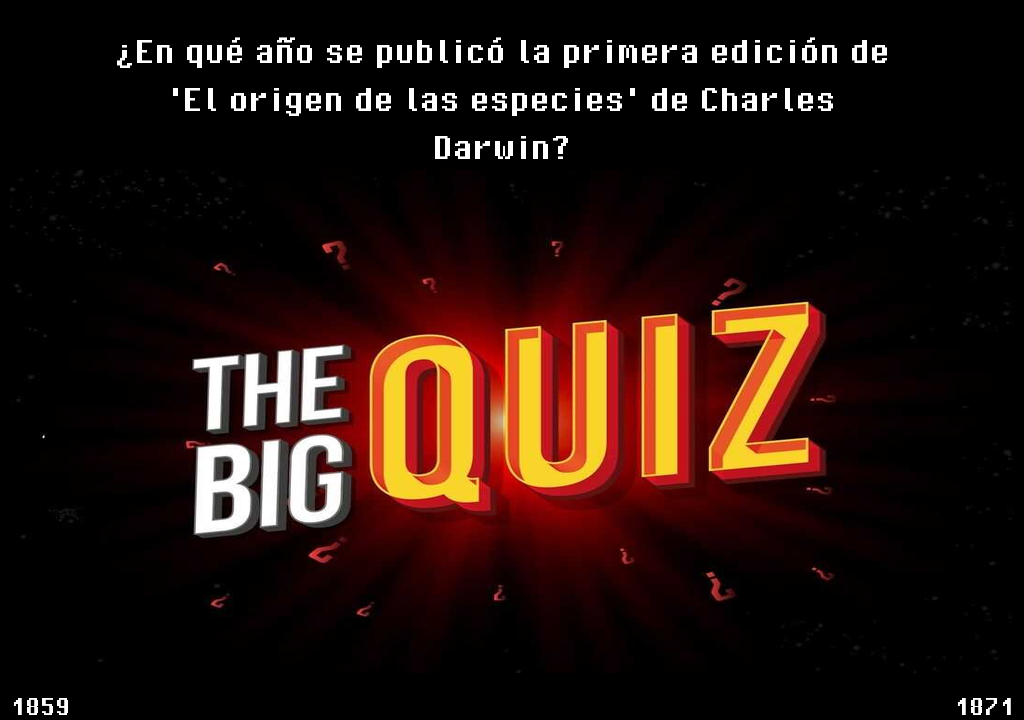 ¿En qué año se publicó la primera edición de
'El origen de las especies' de Charles
Darwin?
THE
BIG
QUIZ
1859
1871